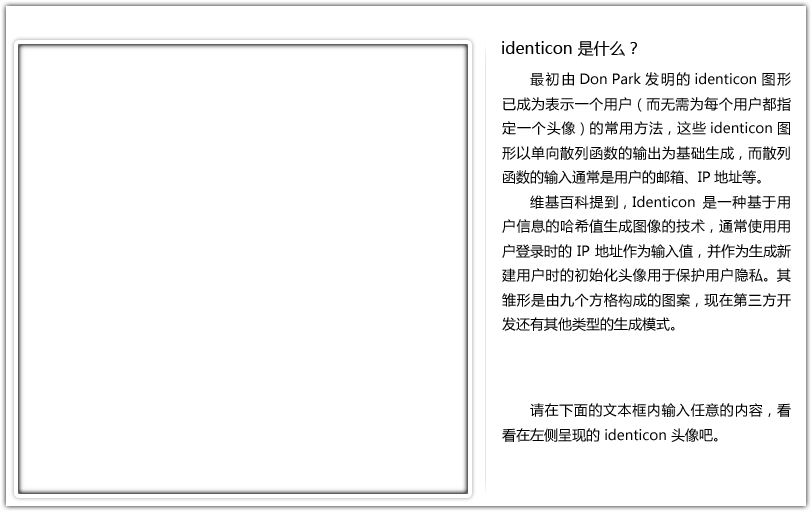 identicon 是什么？
最初由 Don Park 发明的 identicon 图形
已成为表示一个用户（而无需为每个用户都指
定一个头像）的常用方法，这些 identicon 图
形以单向散列函数的输出为基础生成，而散列
函数的输入通常是用户的邮箱、IP 地址等。
维基百科提到，Identicon 是一种基于用
户信息的哈希值生成图像的技术，通常使用用
户登录时的 IP 地址作为输入值，并作为生成新
建用户时的初始化头像用于保护用户隐私。其
雏形是由九个方格构成的图案，现在第三方开
发还有其他类型的生成模式。
请在下面的文本框内输入任意的内容，看
看在左侧呈现的 identicon 头像吧。